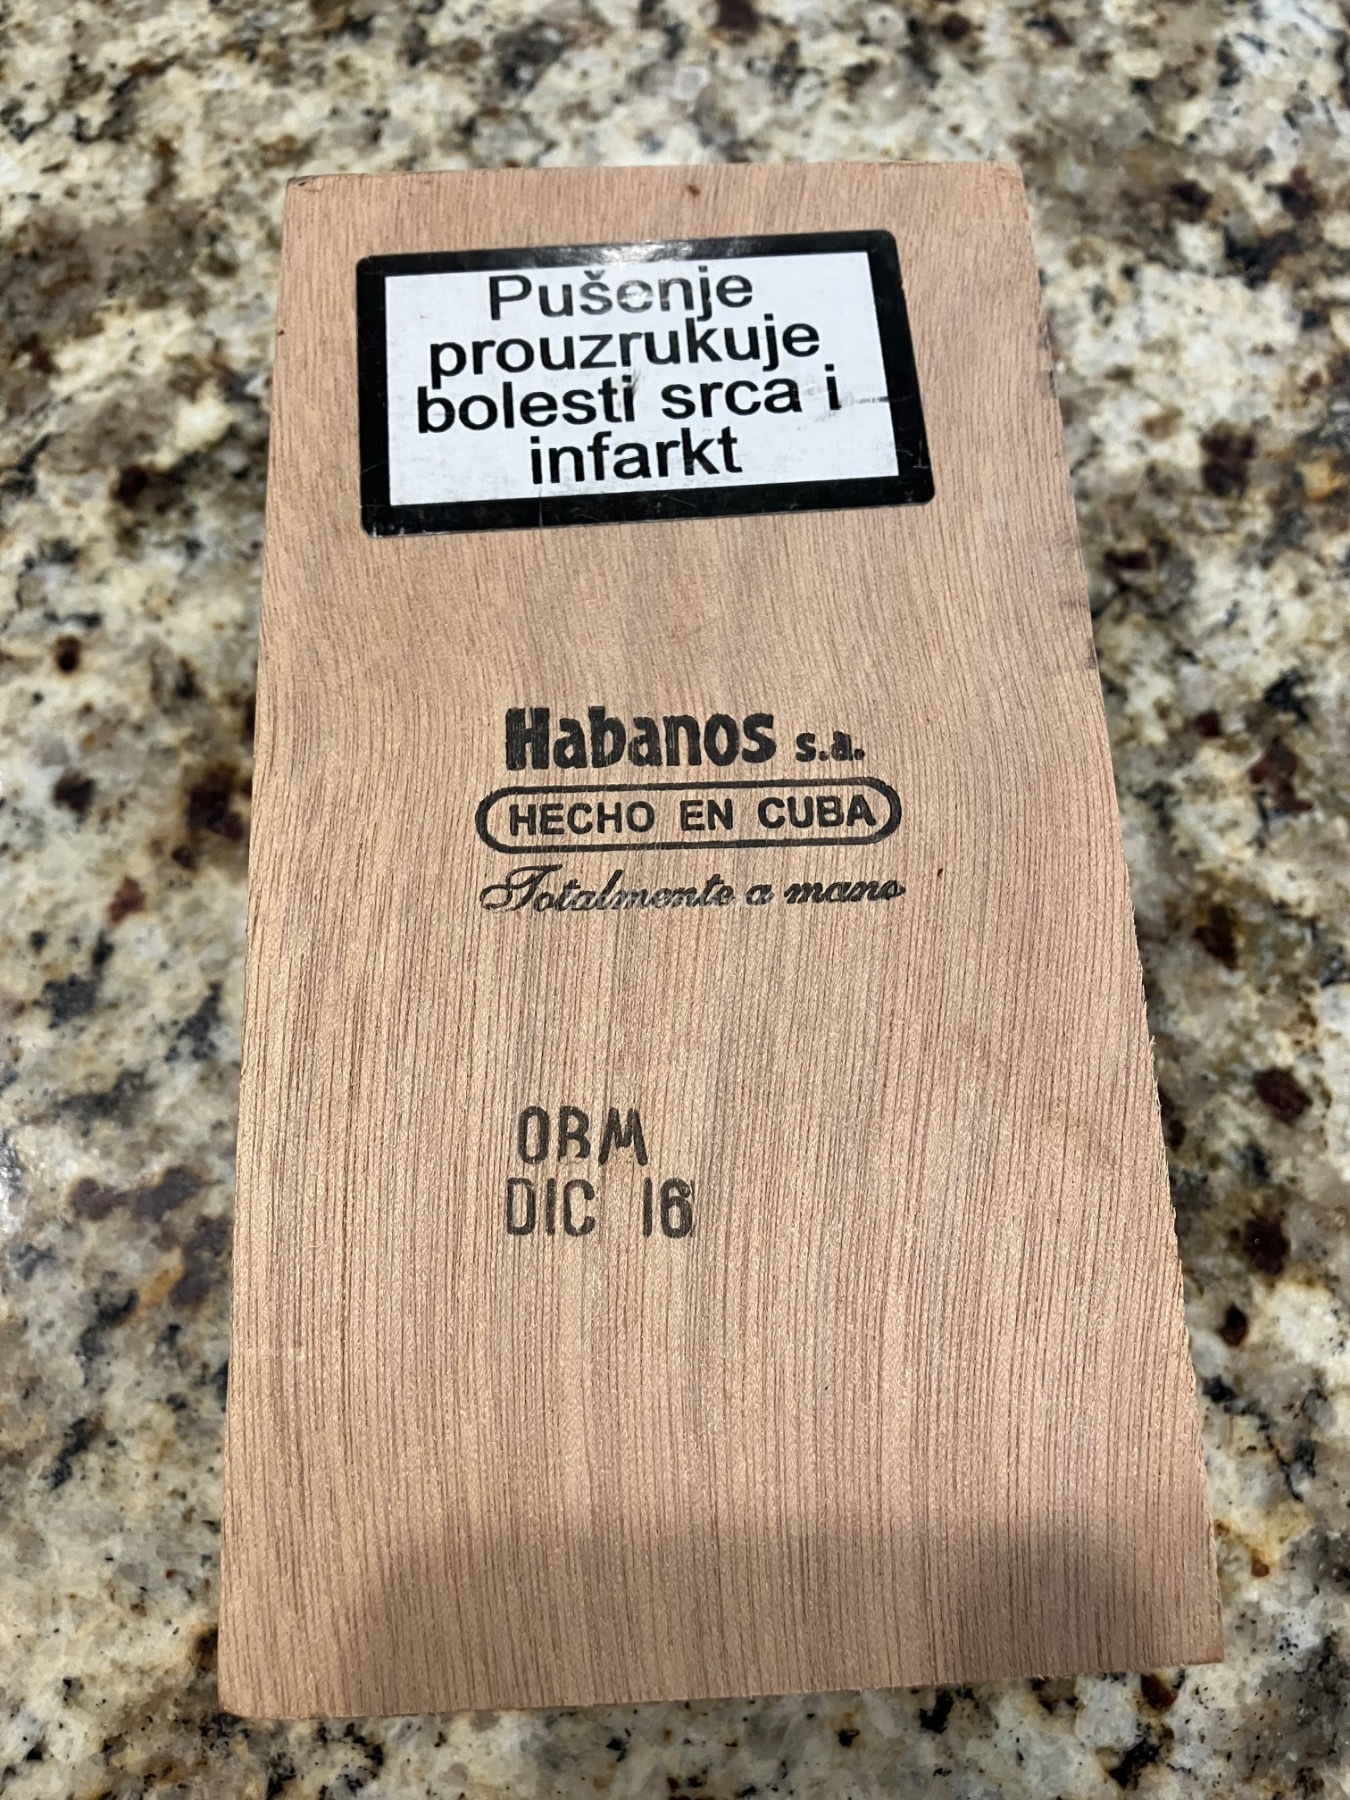 Pušenje
prouzrukuje
bolesti srca i
infarkt
Habanos s.a.
HECHO EN CUBA
Totalmente a mano
OBM
DIC 16